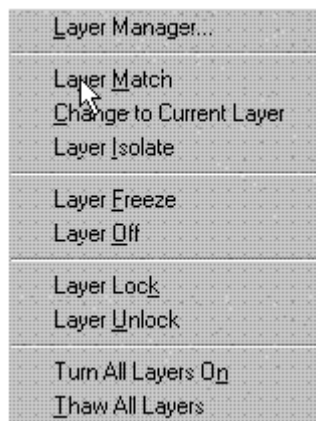 Layer Manager...
Layer Match
Change to Current Layer
Layer Isolate
Layer Freeze
Layer Off
Layer Lock
Layer Unlock
Turn All Layers On
Thaw All Layers